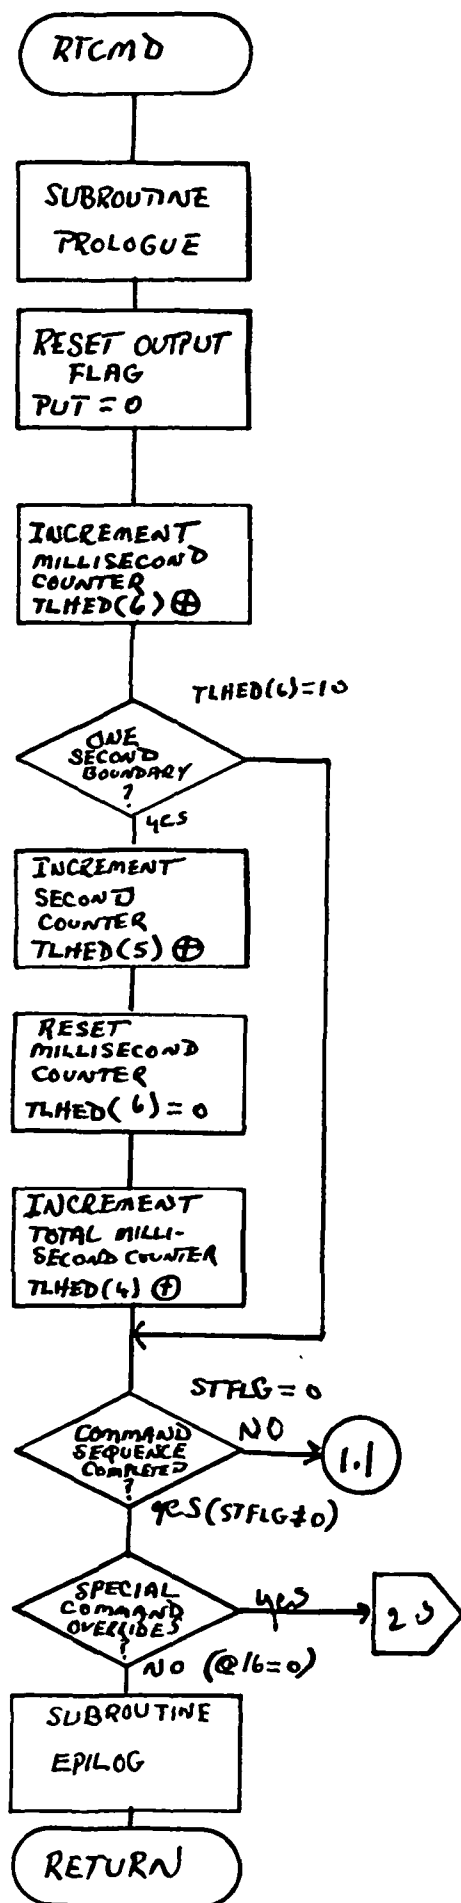 RTCMD
SUBROUTINE
PROLOGUE
RESET OUTPUT
FLAG
PUT = 0
INCREMENT
MILLISECOND
COUNTER
TLHED(6) ⊕
TLHED(6)=10
ONE
SECOND
BOUNDARY
?
yes
INCREMENT
SECOND
COUNTER
TLHED(5) ⊕
RESET
MILLISECOND
COUNTER
TLHED(6) = 0
INCREMENT
TOTAL MILLI-
SECOND COUNTER
TLHED(4) ⊕
STFLG = 0
COMMAND
SEQUENCE
COMPLETED
?
NO
1.1
yes (STFLG≠0)
SPECIAL
COMMAND
OVERRIDES
?
yes
NO (@16=0)
SUBROUTINE
EPILOG
RETURN